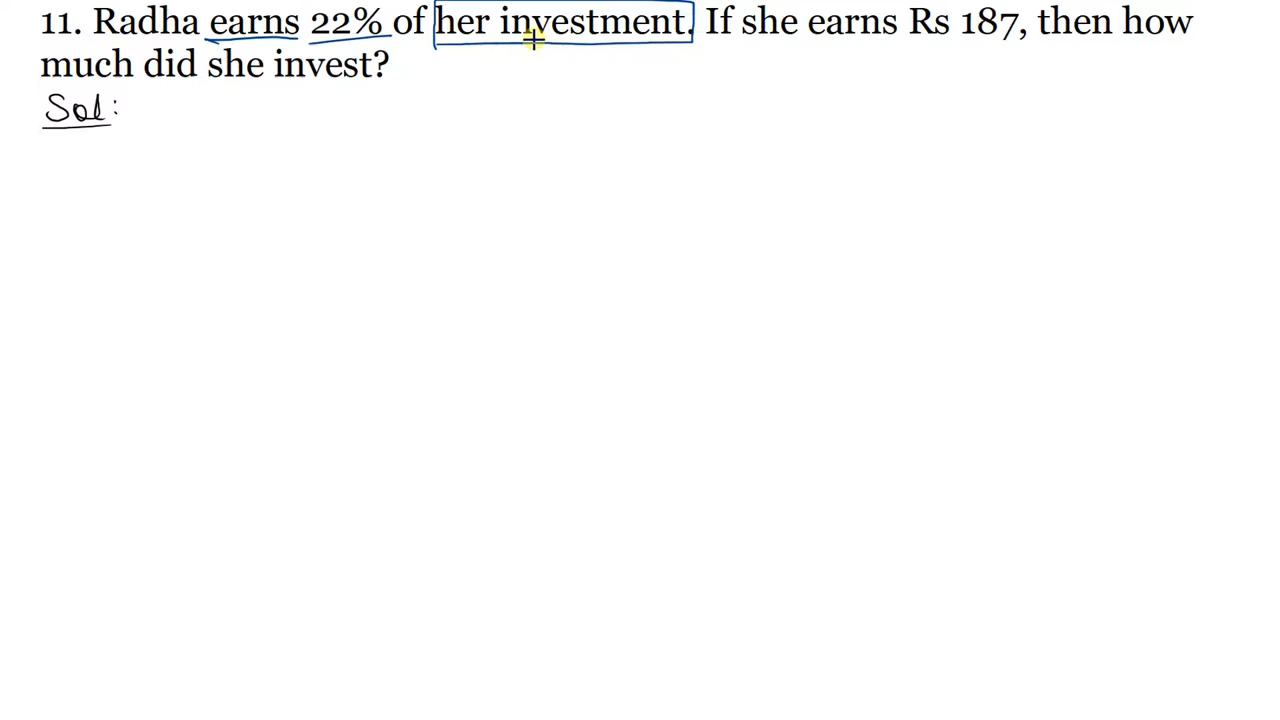 11. Radha earns 22% of her investment. If she earns Rs 187, then how
much did she invest?
Sol: